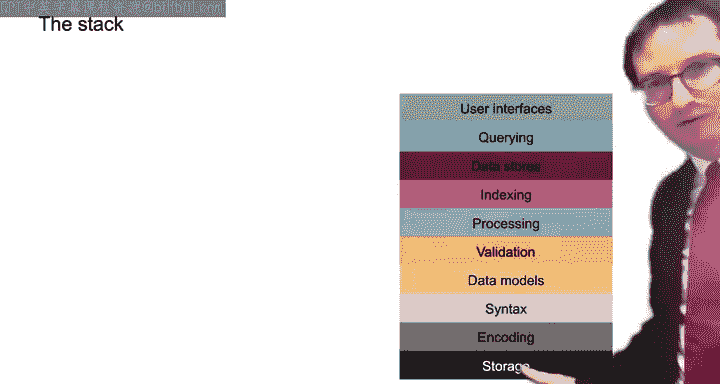 The stack
User interfaces
Querying
Data stores
Indexing
Processing
Validation
Data models
Syntax
Encoding
Storage